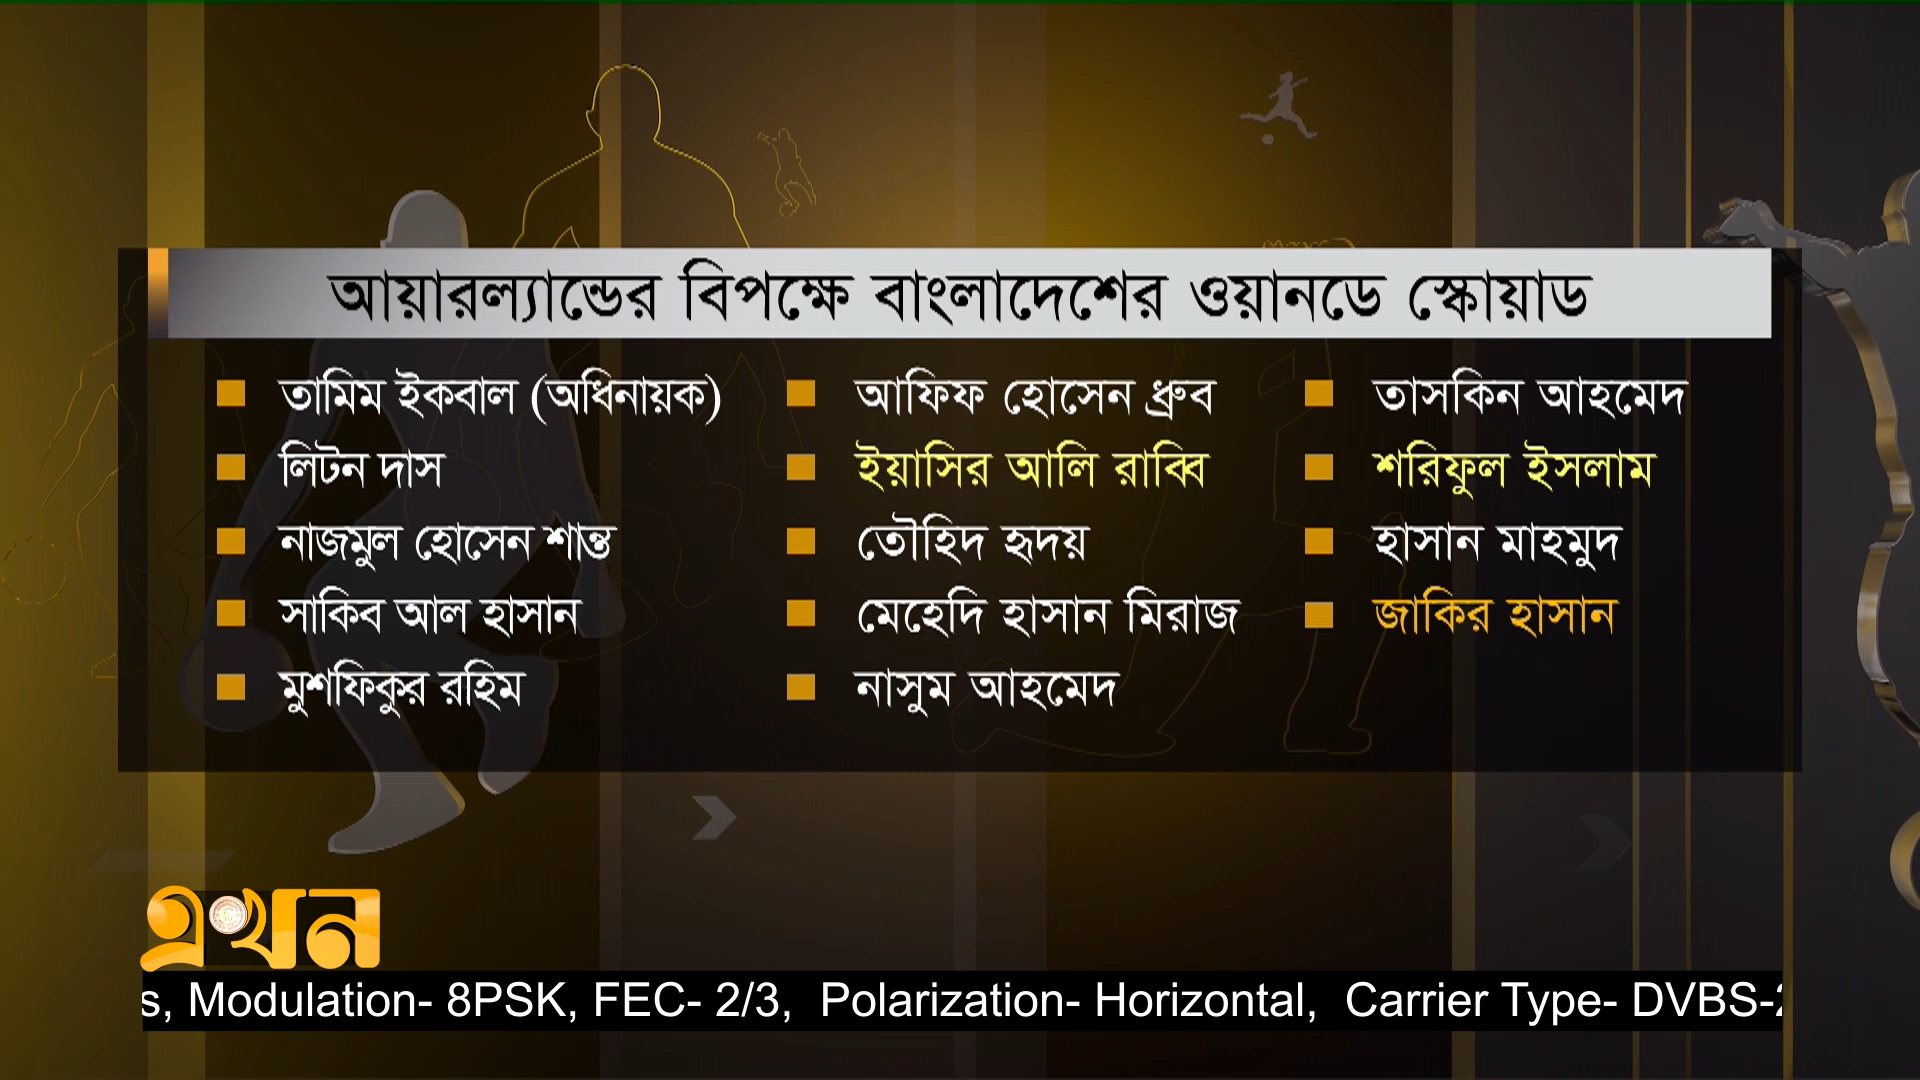 আয়ারল্যান্ডের বিপক্ষে বাংলাদেশের ওয়ানডে স্কোয়াড
তামিম ইকবাল (অধিনায়ক)
লিটন দাস
নাজমুল হোসেন শান্ত
সাকিব আল হাসান
মুশফিকুর রহিম
আফিফ হোসেন ধ্রুব
ইয়াসির আলি রাব্বি
তৌহিদ হৃদয়
মেহেদি হাসান মিরাজ
নাসুম আহমেদ
তাসকিন আহমেদ
শরিফুল ইসলাম
হাসান মাহমুদ
জাকির হাসান
এখন
s, Modulation- 8PSK, FEC- 2/3, Polarization- Horizontal, Carrier Type- DVBS-2